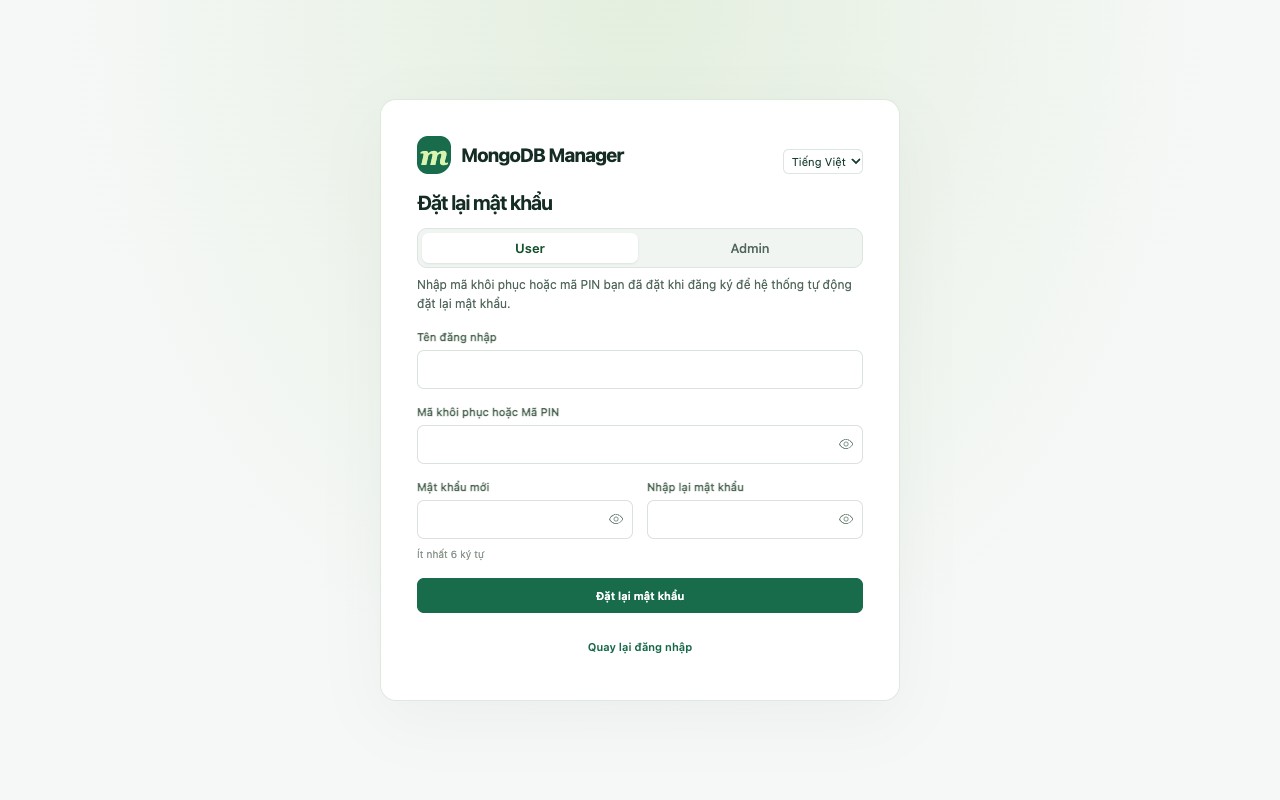 m MongoDB Manager
Tiếng Việt
Đặt lại mật khẩu
User
Admin
Nhập mã khôi phục hoặc mã PIN bạn đã đặt khi đăng ký để hệ thống tự động
đặt lại mật khẩu.
Tên đăng nhập
Mã khôi phục hoặc Mã PIN
Mật khẩu mới
Nhập lại mật khẩu
Ít nhất 6 ký tự
Đặt lại mật khẩu
Quay lại đăng nhập